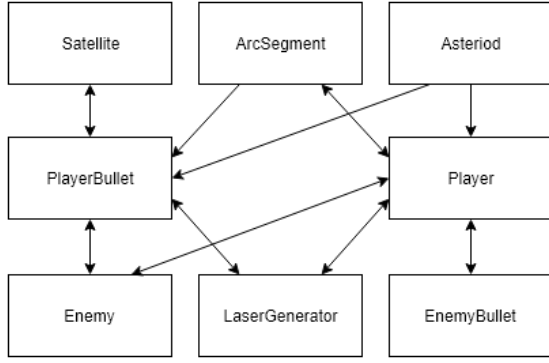 Satellite
ArcSegment
Asteriod
PlayerBullet
Player
Enemy
LaserGenerator
EnemyBullet